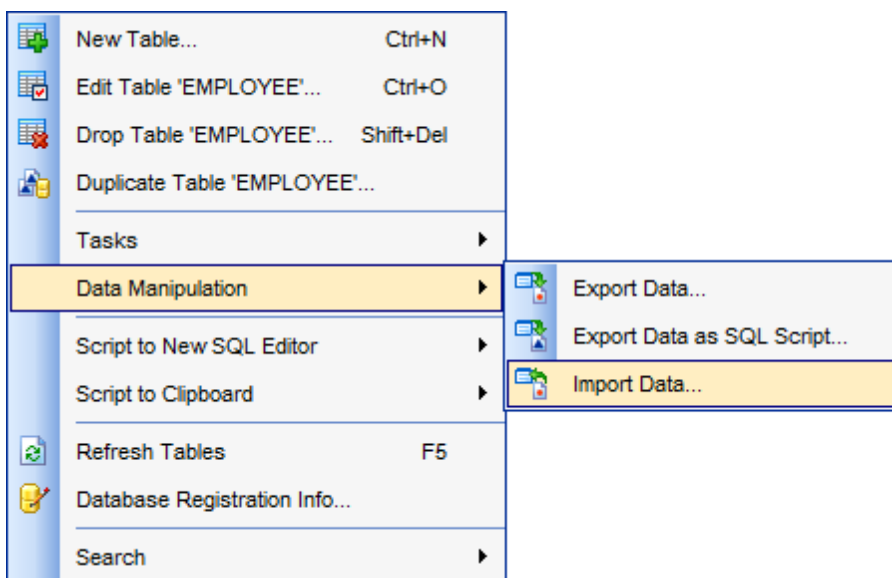 New Table... Ctrl+N
Edit Table 'EMPLOYEE'... Ctrl+O
Drop Table 'EMPLOYEE'... Shift+Del
Duplicate Table 'EMPLOYEE'...
Tasks
Data Manipulation
Export Data...
Export Data as SQL Script...
Import Data...
Script to New SQL Editor
Script to Clipboard
Refresh Tables F5
Database Registration Info...
Search